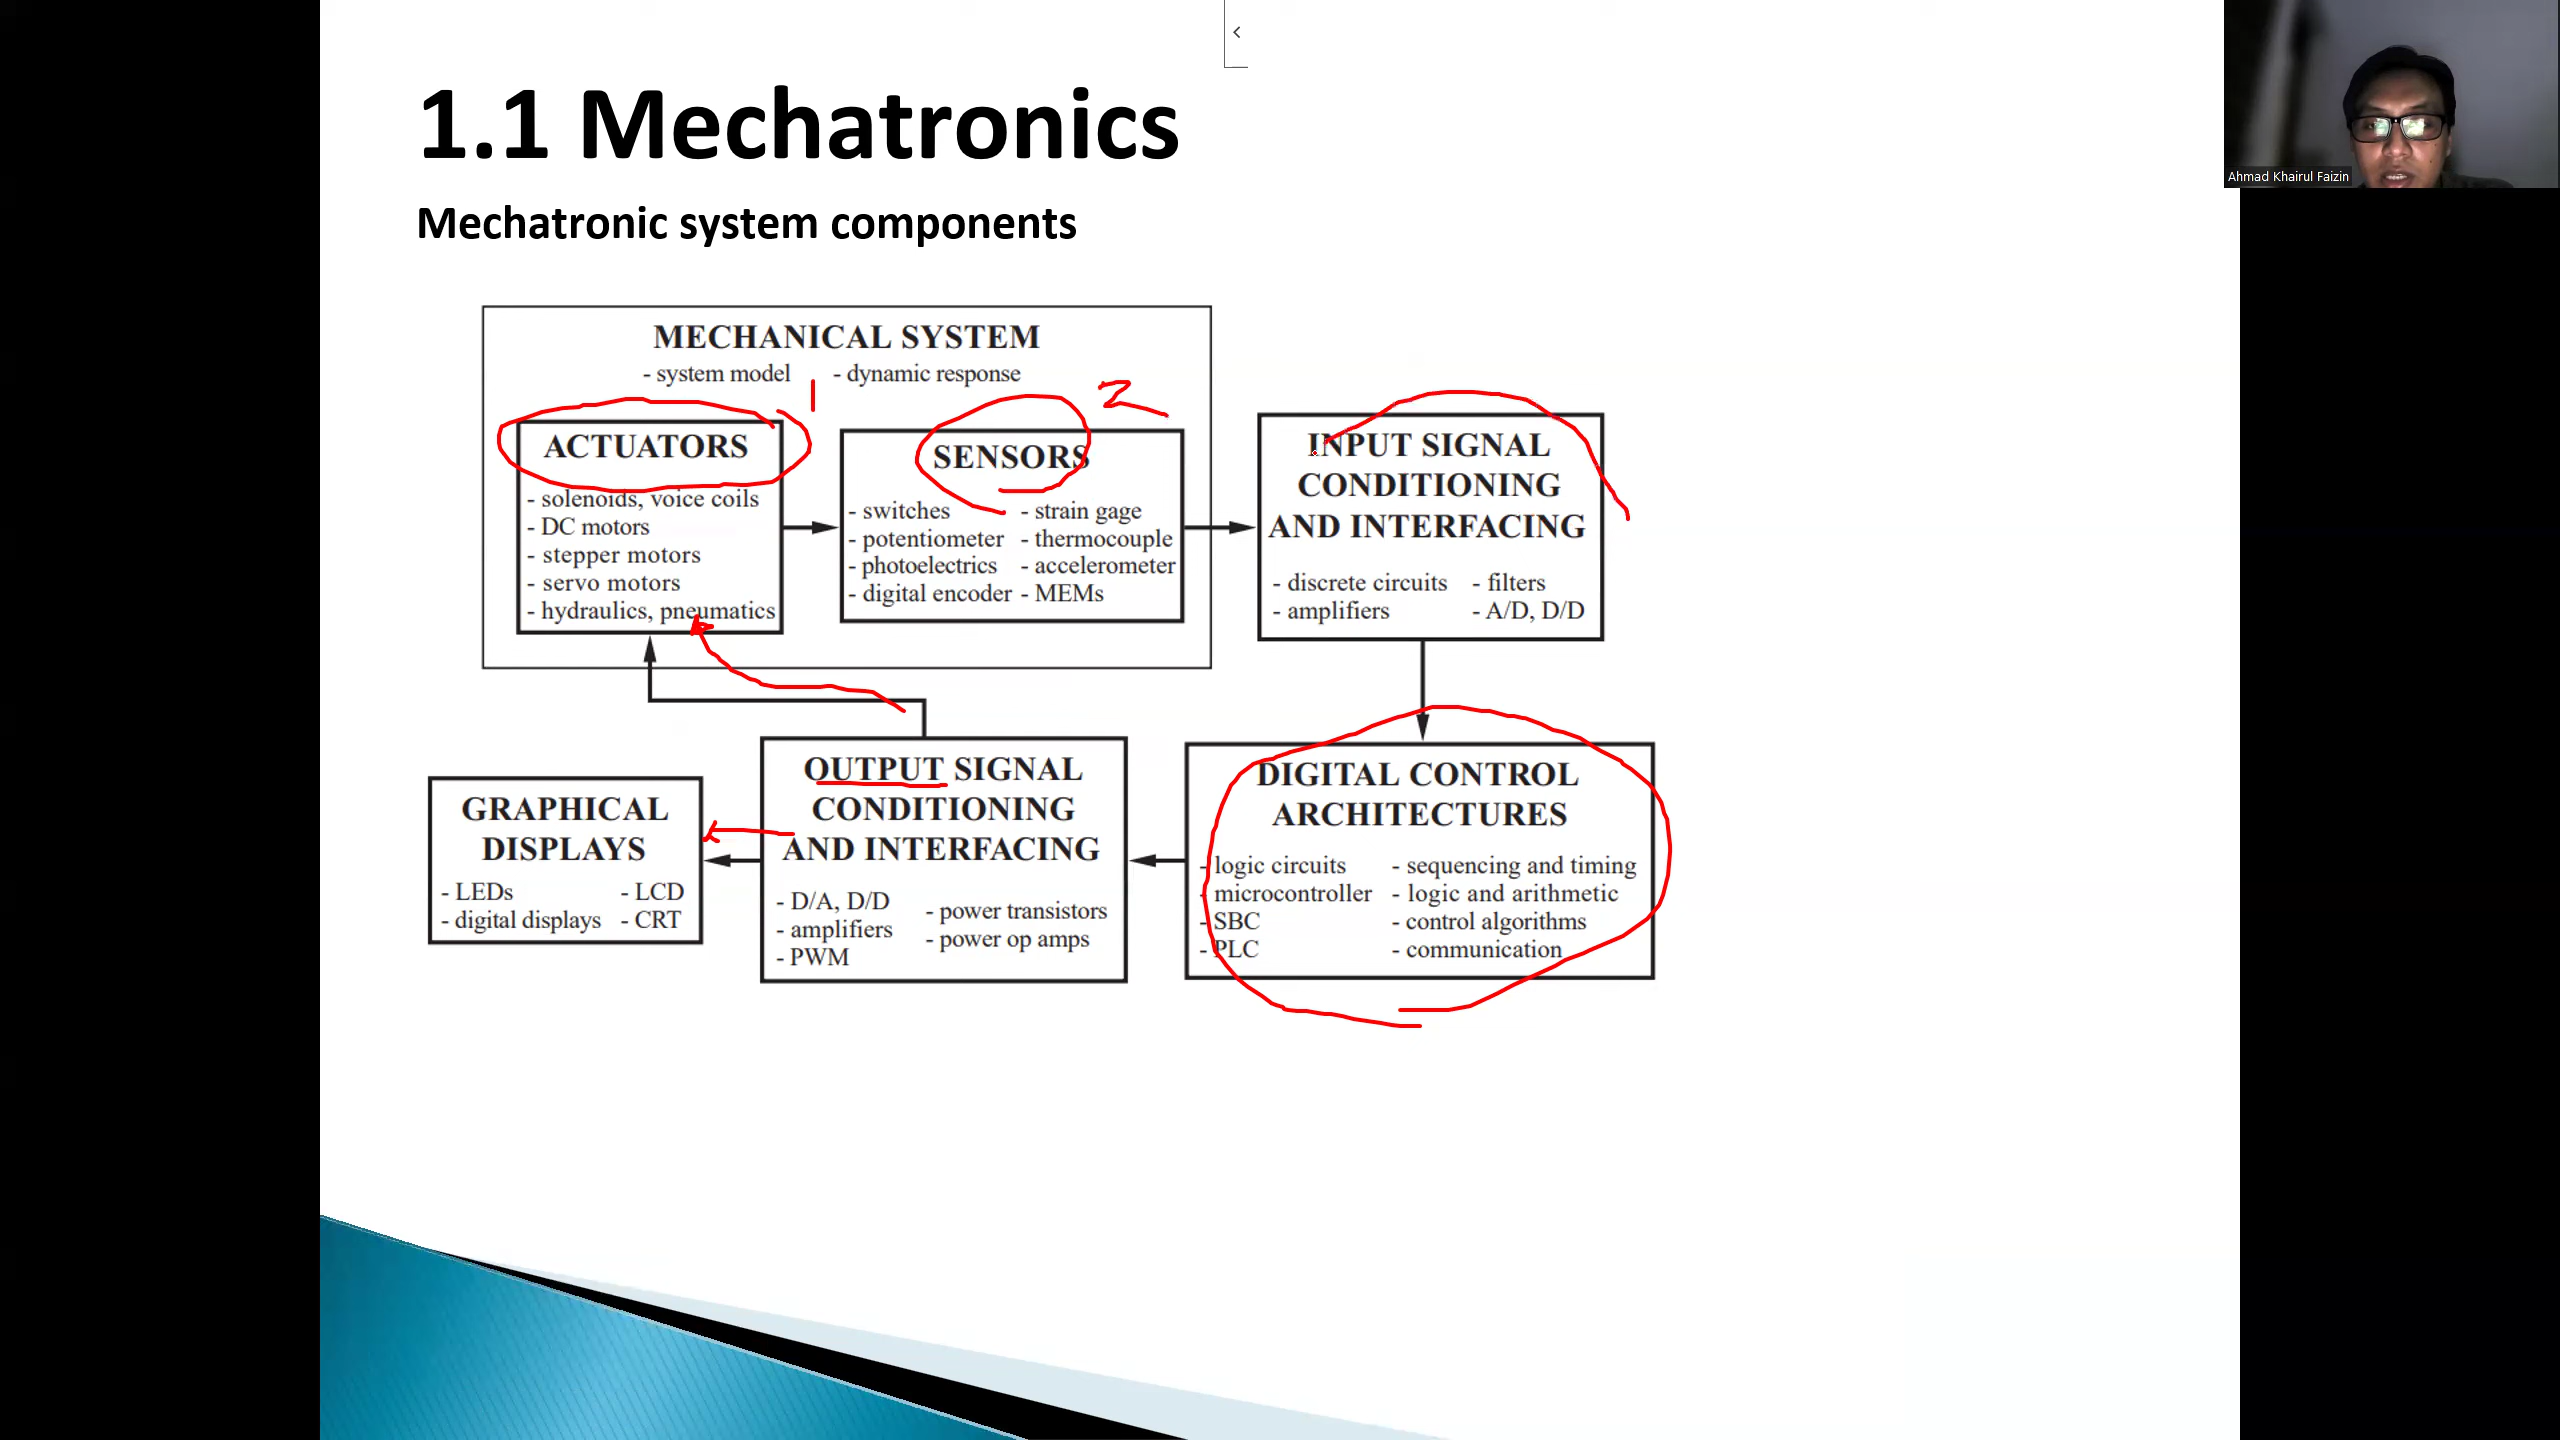 1.1 Mechatronics
Ahmad Khairul Faizin
Mechatronic system components
MECHANICAL SYSTEM
- system model - dynamic response
1
2
ACTUATORS
- solenoids, voice coils
- DC motors
- stepper motors
- servo motors
- hydraulics, pneumatics
SENSORS
- switches - strain gage
- potentiometer - thermocouple
- photoelectrics - accelerometer
- digital encoder - MEMs
INPUT SIGNAL
CONDITIONING
AND INTERFACING
- discrete circuits - filters
- amplifiers - A/D, D/D
GRAPHICAL
DISPLAYS
- LEDs - LCD
- digital displays - CRT
OUTPUT SIGNAL
CONDITIONING
AND INTERFACING
- D/A, D/D - power transistors
- amplifiers - power op amps
- PWM
DIGITAL CONTROL
ARCHITECTURES
- logic circuits - sequencing and timing
- microcontroller - logic and arithmetic
- SBC - control algorithms
- PLC - communication